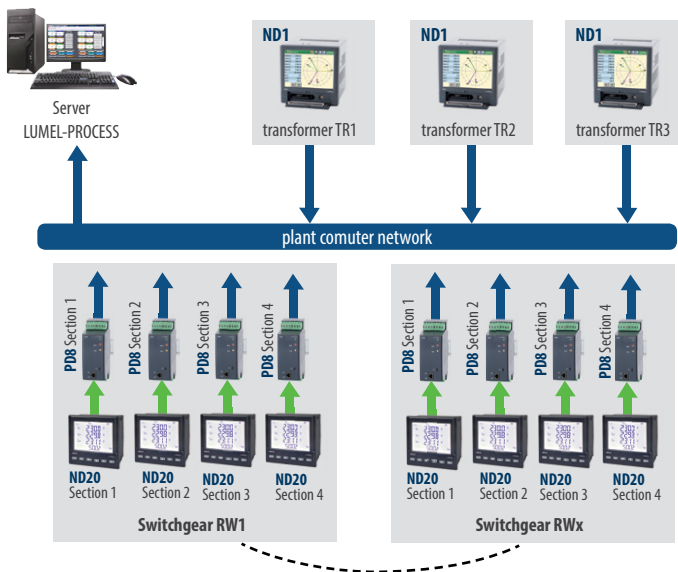 Server
LUMEL-PROCESS
ND1
transformer TR1
ND1
transformer TR2
ND1
transformer TR3
plant comuter network
PD8 Section 1
PD8 Section 2
PD8 Section 3
PD8 Section 4
ND20
Section 1
ND20
Section 2
ND20
Section 3
ND20
Section 4
Switchgear RW1
PD8 Section 1
PD8 Section 2
PD8 Section 3
PD8 Section 4
ND20
Section 1
ND20
Section 2
ND20
Section 3
ND20
Section 4
Switchgear RWx